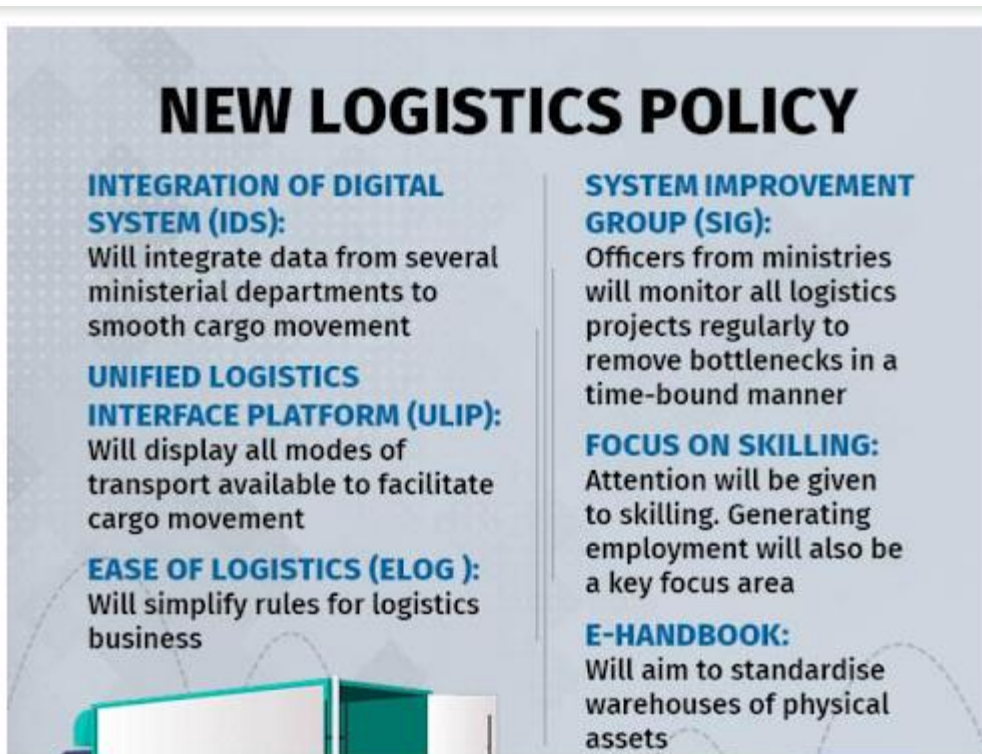 NEW LOGISTICS POLICY
INTEGRATION OF DIGITAL
SYSTEM (IDS):
Will integrate data from several
ministerial departments to
smooth cargo movement
UNIFIED LOGISTICS
INTERFACE PLATFORM (ULIP):
Will display all modes of
transport available to facilitate
cargo movement
EASE OF LOGISTICS (ELOG ):
Will simplify rules for logistics
business
SYSTEM IMPROVEMENT
GROUP (SIG):
Officers from ministries
will monitor all logistics
projects regularly to
remove bottlenecks in a
time-bound manner
FOCUS ON SKILLING:
Attention will be given
to skilling. Generating
employment will also be
a key focus area
E-HANDBOOK:
Will aim to standardise
warehouses of physical
assets